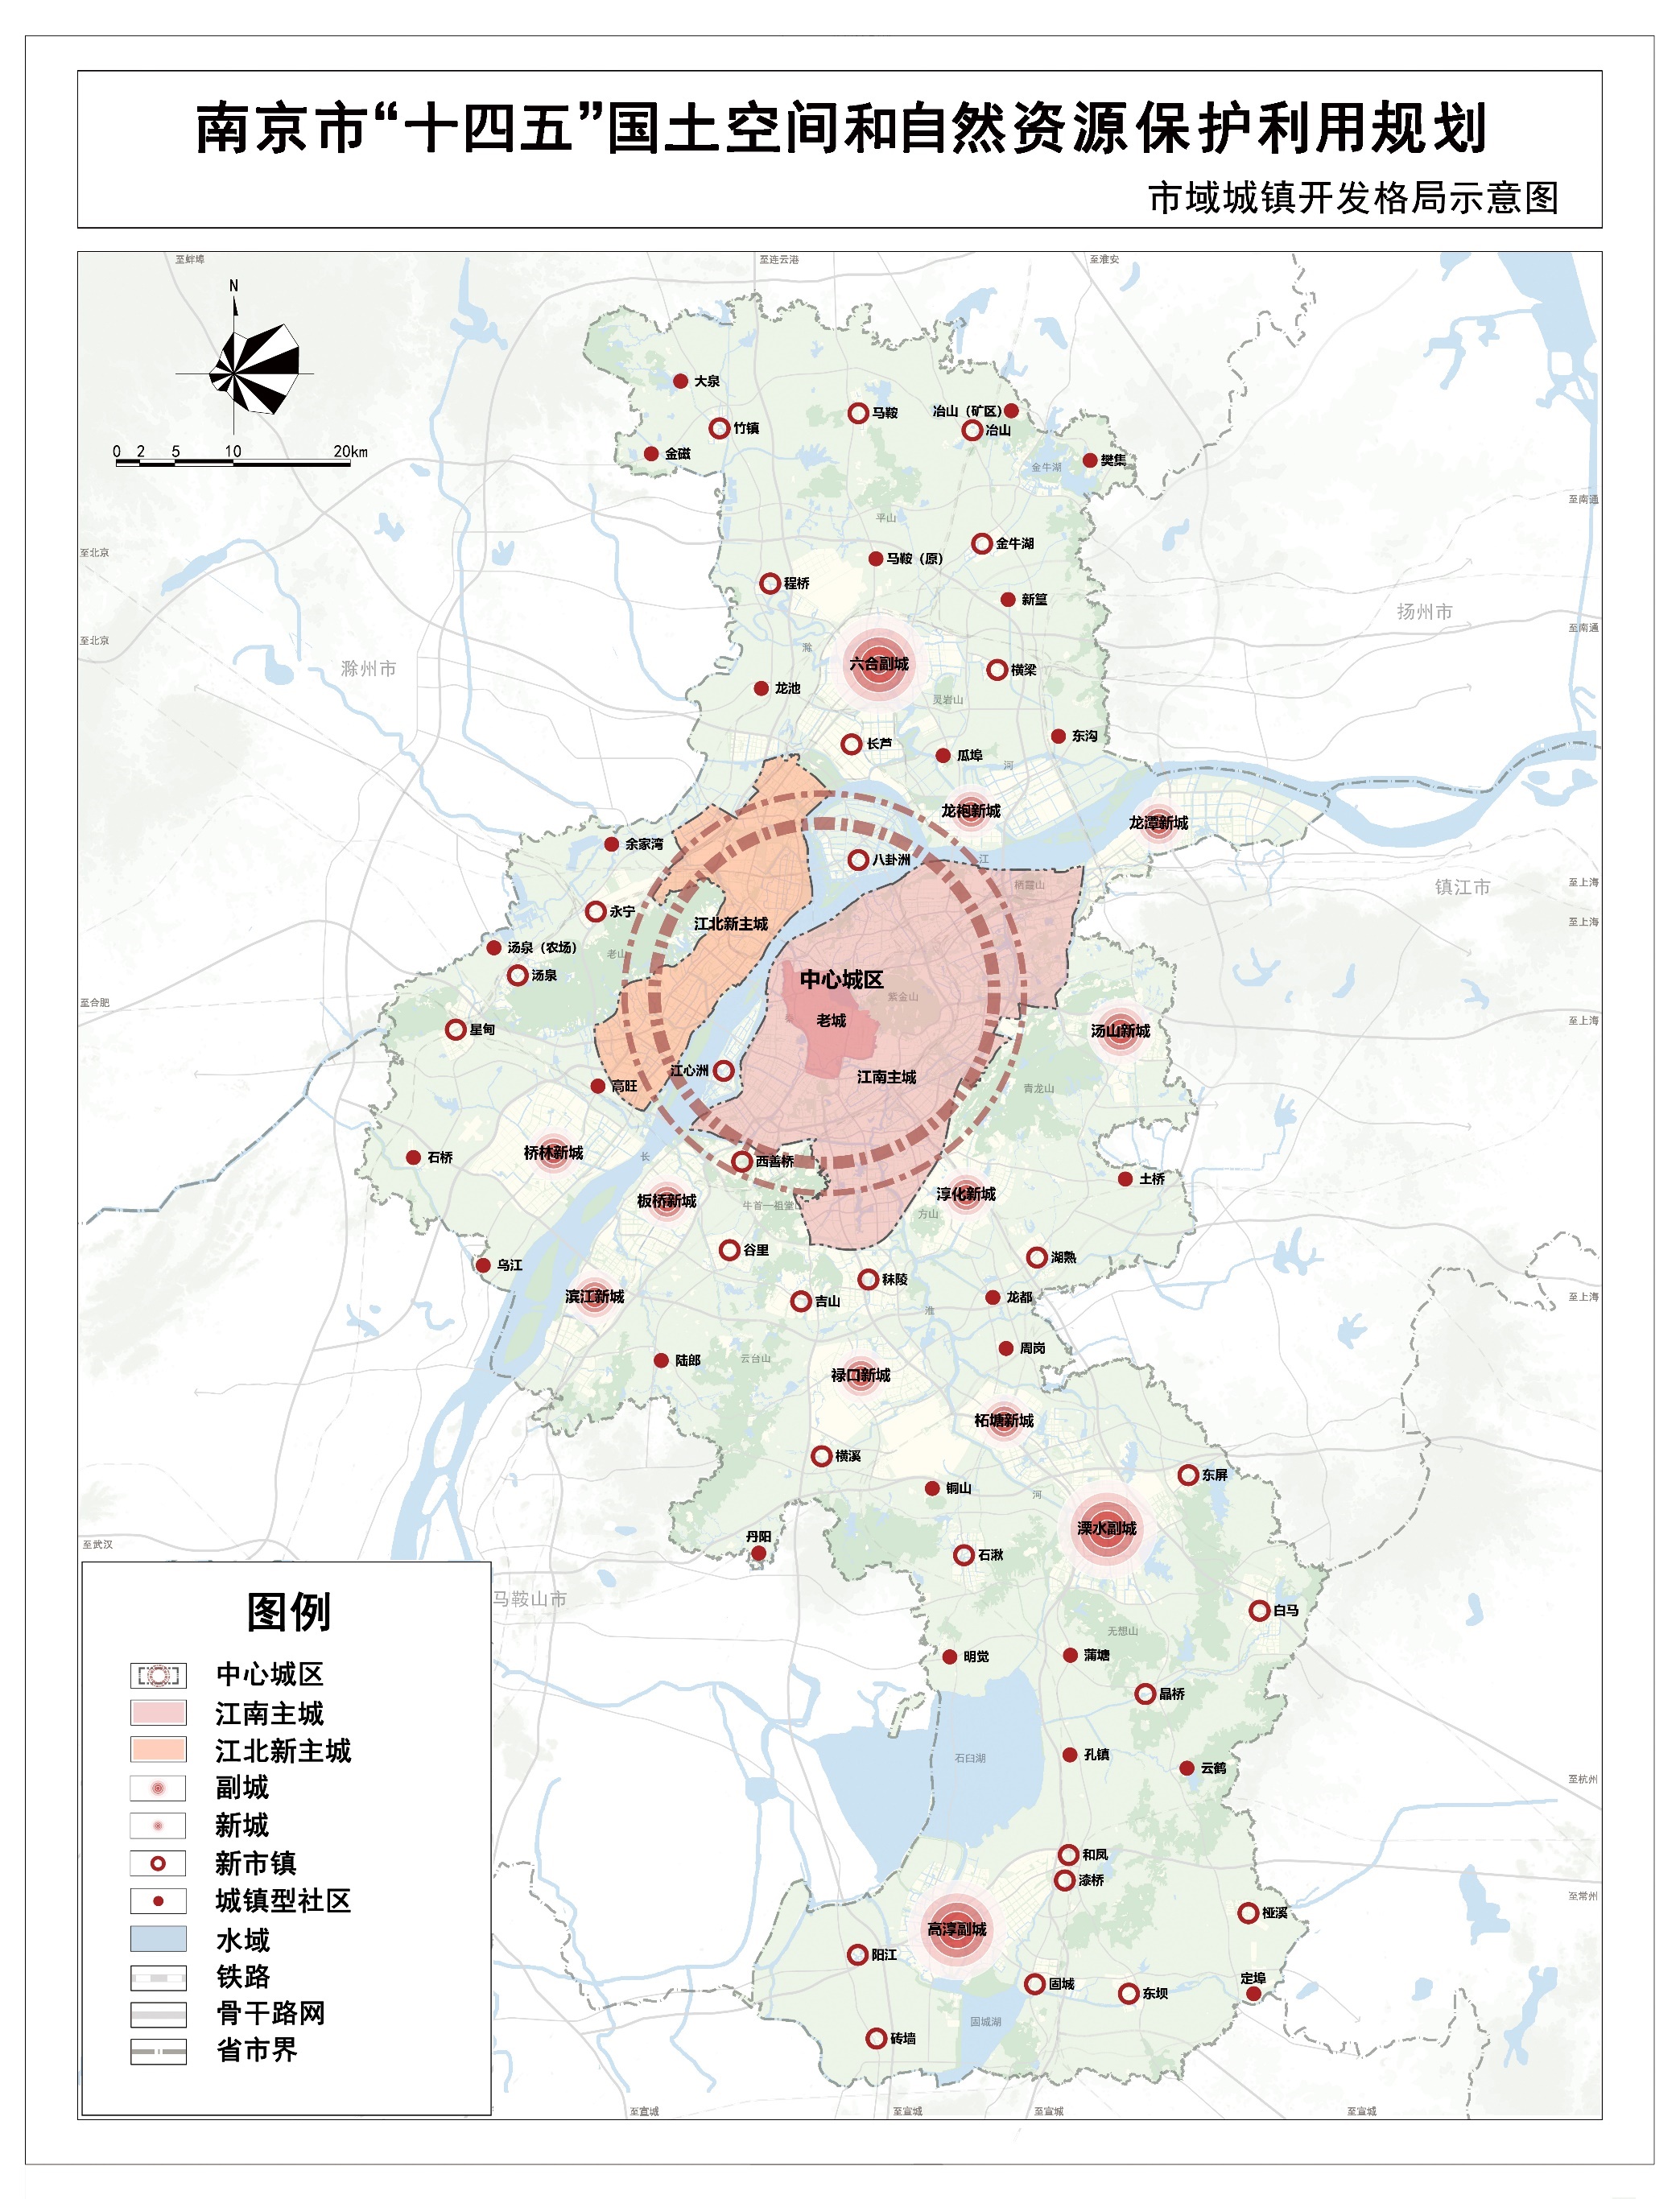 南京市“十四五”国土空间和自然资源保护利用规划
市域城镇开发格局示意图
至蚌埠
至连云港
至淮安
N
0 2 5 10 20km
大泉
马鞍
冶山（矿区）
竹镇
冶山
金磁
樊集
金牛湖
至南通
平山
金牛湖
至北京
马鞍（原）
程桥
新篁
扬州市
至南通
至北京
滁
六合副城
滁州市
横梁
龙池
灵岩山
东沟
长芦
瓜埠
河
龙袍新城
龙潭新城
余家湾
八卦洲
江
栖霞山
至上海
镇江市
永宁
江北新主城
至上海
汤泉（农场）
老山
汤泉
中心城区
紫金山
至合肥
老城
至上海
星甸
汤山新城
江心洲
江南主城
高旺
青龙山
桥林新城
石桥
长
西善桥
土桥
板桥新城
淳化新城
牛首—祖堂山
方山
谷里
湖熟
乌江
秣陵
滨江新城
吉山
龙都
至上海
淮
周岗
陆郎
云台山
禄口新城
柘塘新城
横溪
东屏
铜山
河
溧水副城
丹阳
至武汉
石湫
马鞍山市
白马
无想山
明觉
蒲塘
晶桥
孔镇
石臼湖
云鹤
至杭州
和凤
漆桥
至常州
桠溪
高淳副城
阳江
固城
定埠
东坝
固城湖
砖墙
至宣城
至宣城
至宣城
至宣城
图例
中心城区
江南主城
江北新主城
副城
新城
新市镇
城镇型社区
水域
铁路
骨干路网
省市界